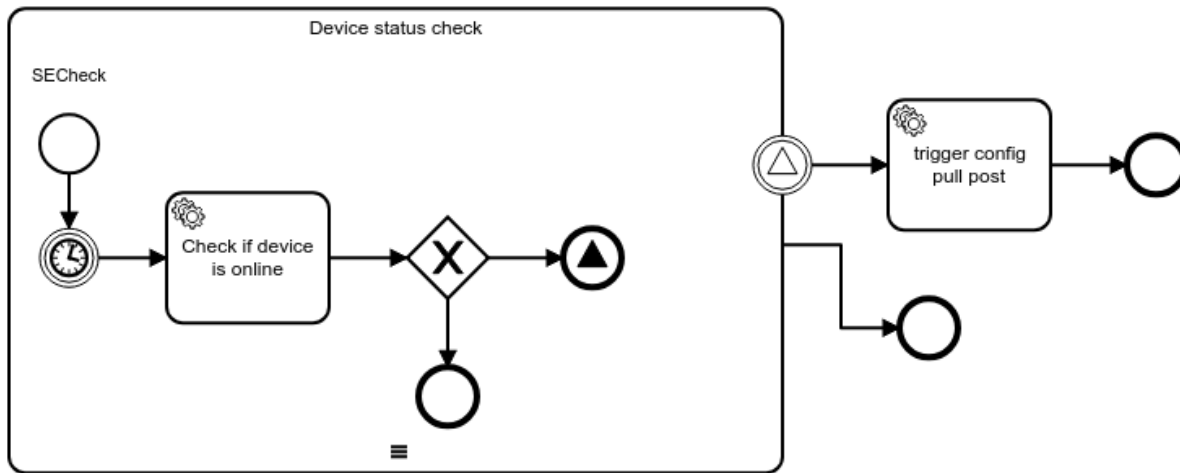 Device status check
SECheck
Check if device
is online
trigger config
pull post